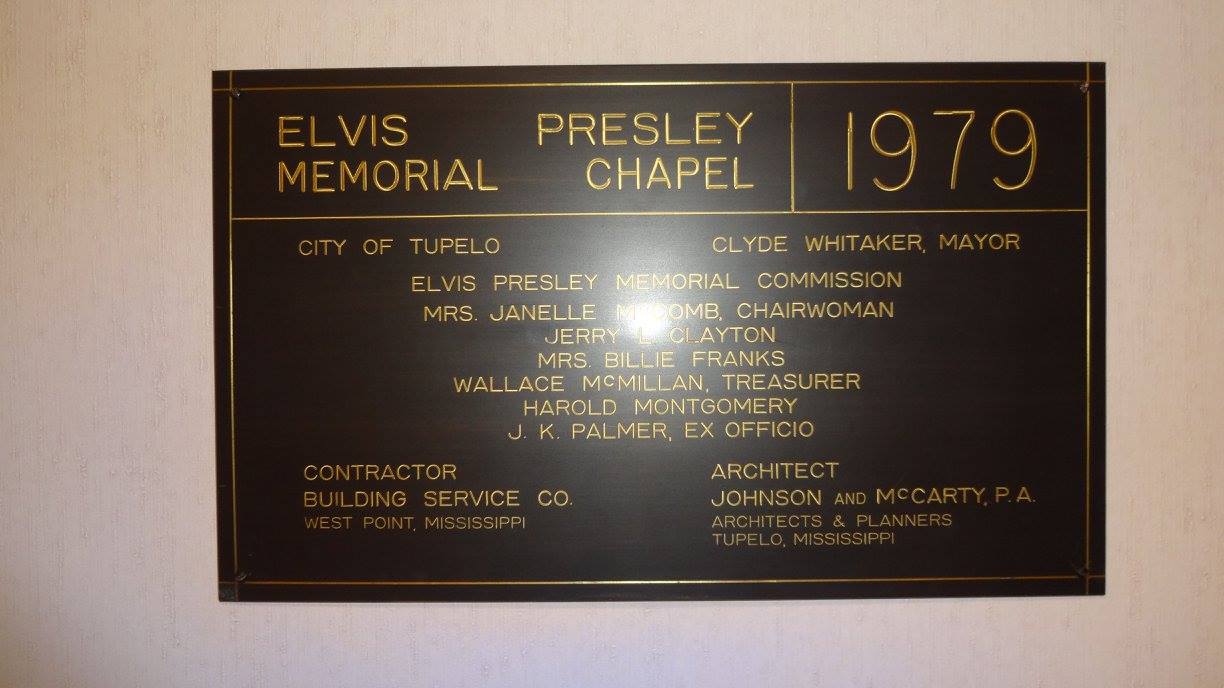 ELVIS PRESLEY
MEMORIAL CHAPEL
1979
CITY OF TUPELO
CLYDE WHITAKER, MAYOR
ELVIS PRESLEY MEMORIAL COMMISSION
MRS. JANELLE McCOMB, CHAIRWOMAN
JERRY L. CLAYTON
MRS. BILLIE FRANKS
WALLACE McMILLAN, TREASURER
HAROLD MONTGOMERY
J. K. PALMER, EX OFFICIO
CONTRACTOR
BUILDING SERVICE CO.
WEST POINT, MISSISSIPPI
ARCHITECT
JOHNSON AND McCARTY, P.A.
ARCHITECTS & PLANNERS
TUPELO, MISSISSIPPI